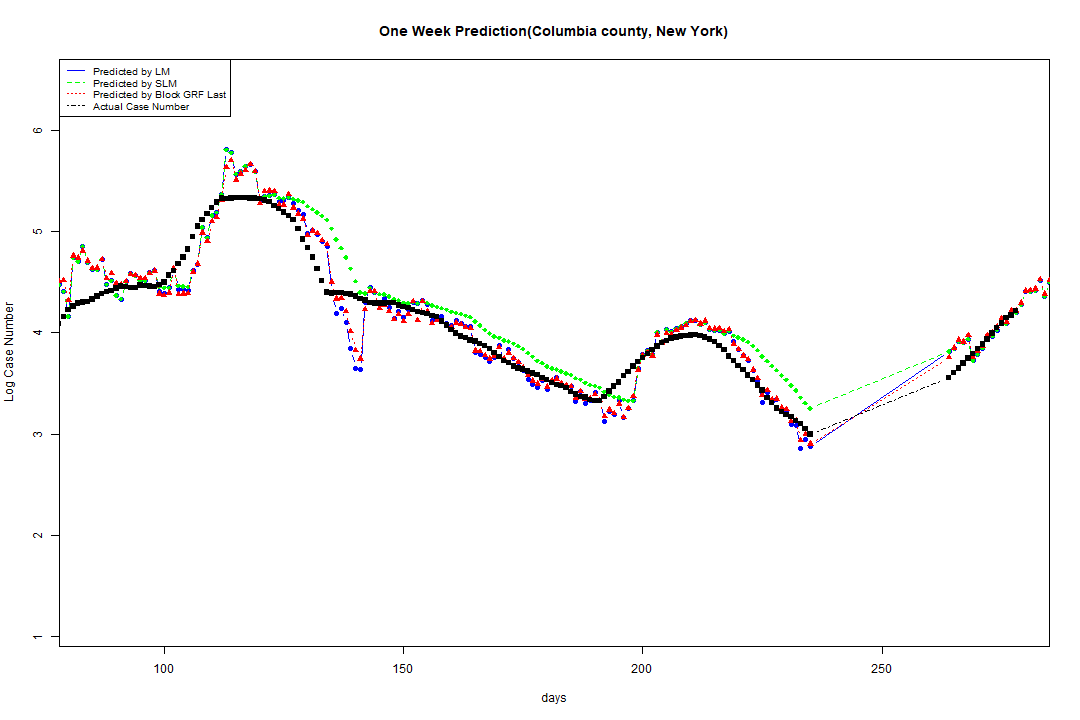 One Week Prediction(Columbia county, New York)
Predicted by LM
Predicted by SLM
Predicted by Block GRF Last
Actual Case Number
6
5
4
3
2
1
Log Case Number
100 150 200 250
days